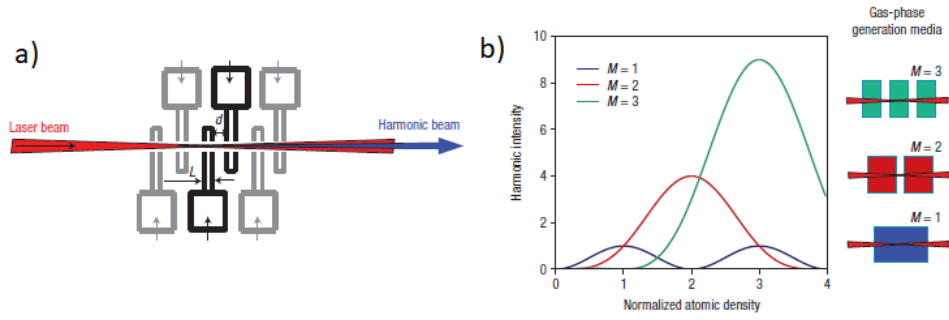 a)
Laser beam
d
L
Harmonic beam
b)
Harmonic intensity
10
8
6
4
2
0
M = 1
M = 2
M = 3
0 1 2 3 4
Normalized atomic density
Gas-phase
generation media
M = 3
M = 2
M = 1